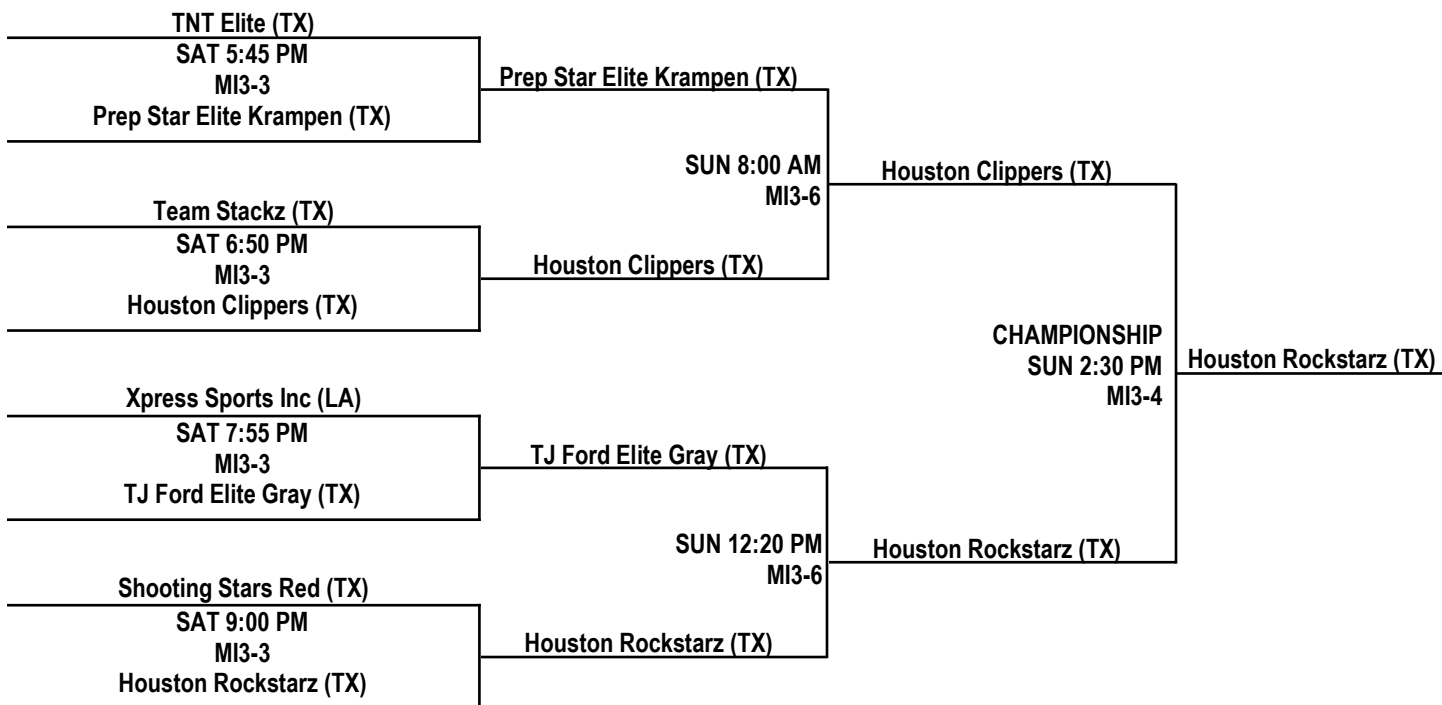 TNT Elite (TX)
SAT 5:45 PM
MI3-3
Prep Star Elite Krampen (TX)
Prep Star Elite Krampen (TX)
SUN 8:00 AM
MI3-6
Houston Clippers (TX)
Team Stackz (TX)
SAT 6:50 PM
MI3-3
Houston Clippers (TX)
Houston Clippers (TX)
CHAMPIONSHIP
SUN 2:30 PM
MI3-4
Houston Rockstarz (TX)
Xpress Sports Inc (LA)
SAT 7:55 PM
MI3-3
TJ Ford Elite Gray (TX)
TJ Ford Elite Gray (TX)
SUN 12:20 PM
MI3-6
Houston Rockstarz (TX)
Shooting Stars Red (TX)
SAT 9:00 PM
MI3-3
Houston Rockstarz (TX)
Houston Rockstarz (TX)